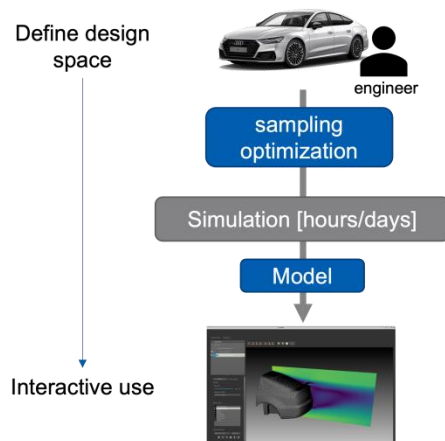 Define design
space
engineer
sampling
optimization
Simulation [hours/days]
Model
Interactive use